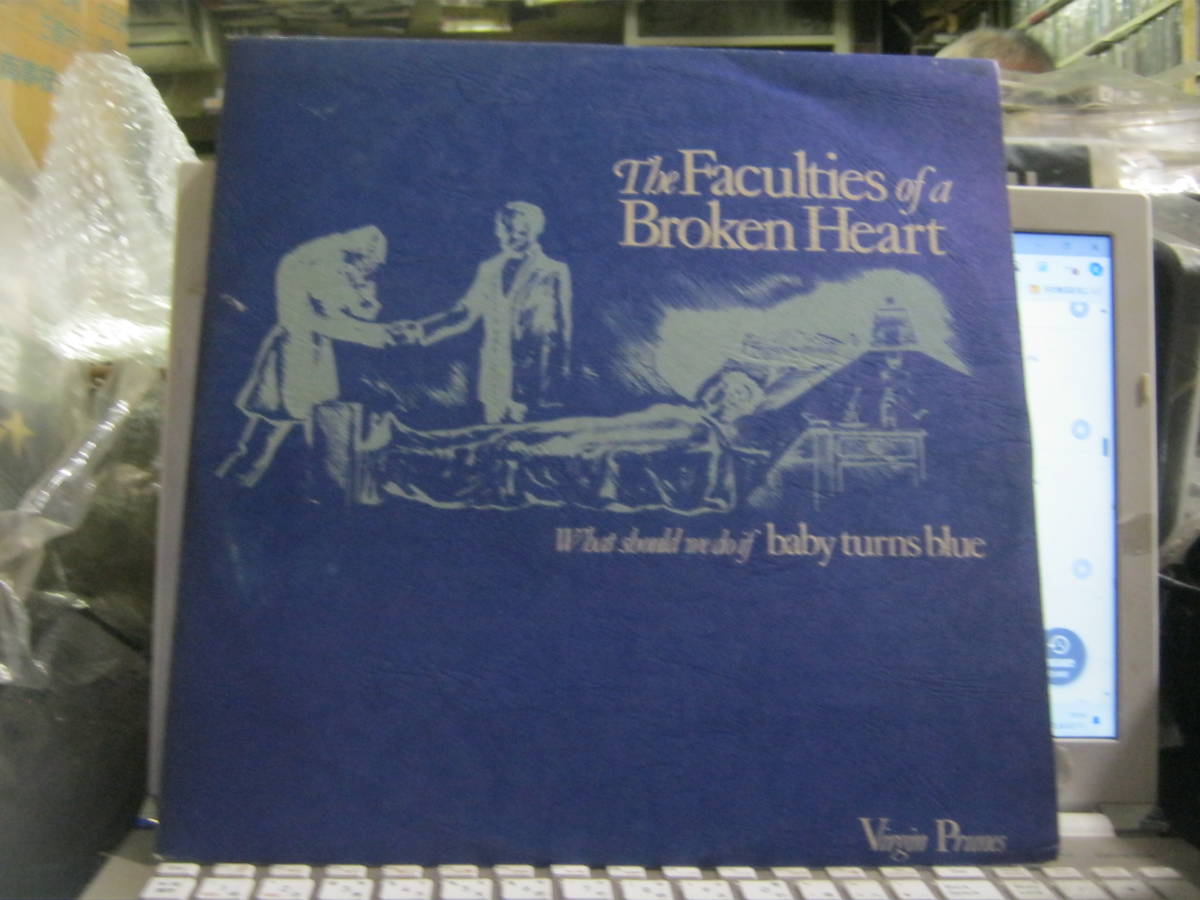 The Faculties of a
Broken Heart
What should we do if baby turns blue
Virgin Prunes